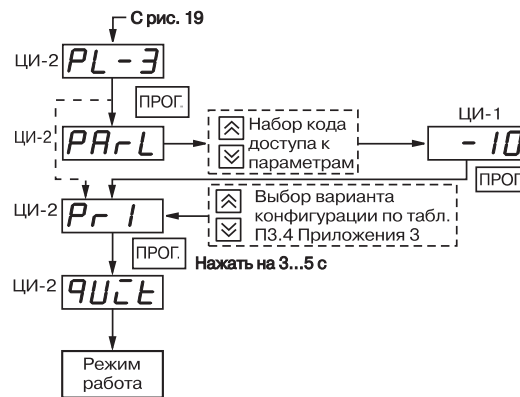 С рис. 19
ЦИ-2 PL-3
ПРОГ.
ЦИ-1
ЦИ-2 PArL
Набор кода
доступа к
параметрам
-10
ПРОГ
ЦИ-2 Pr1
Выбор варианта
конфигурации по табл.
П3.4 Приложения 3
ПРОГ.
Нажать на 3...5 с
ЦИ-2 quit
Режим
работа